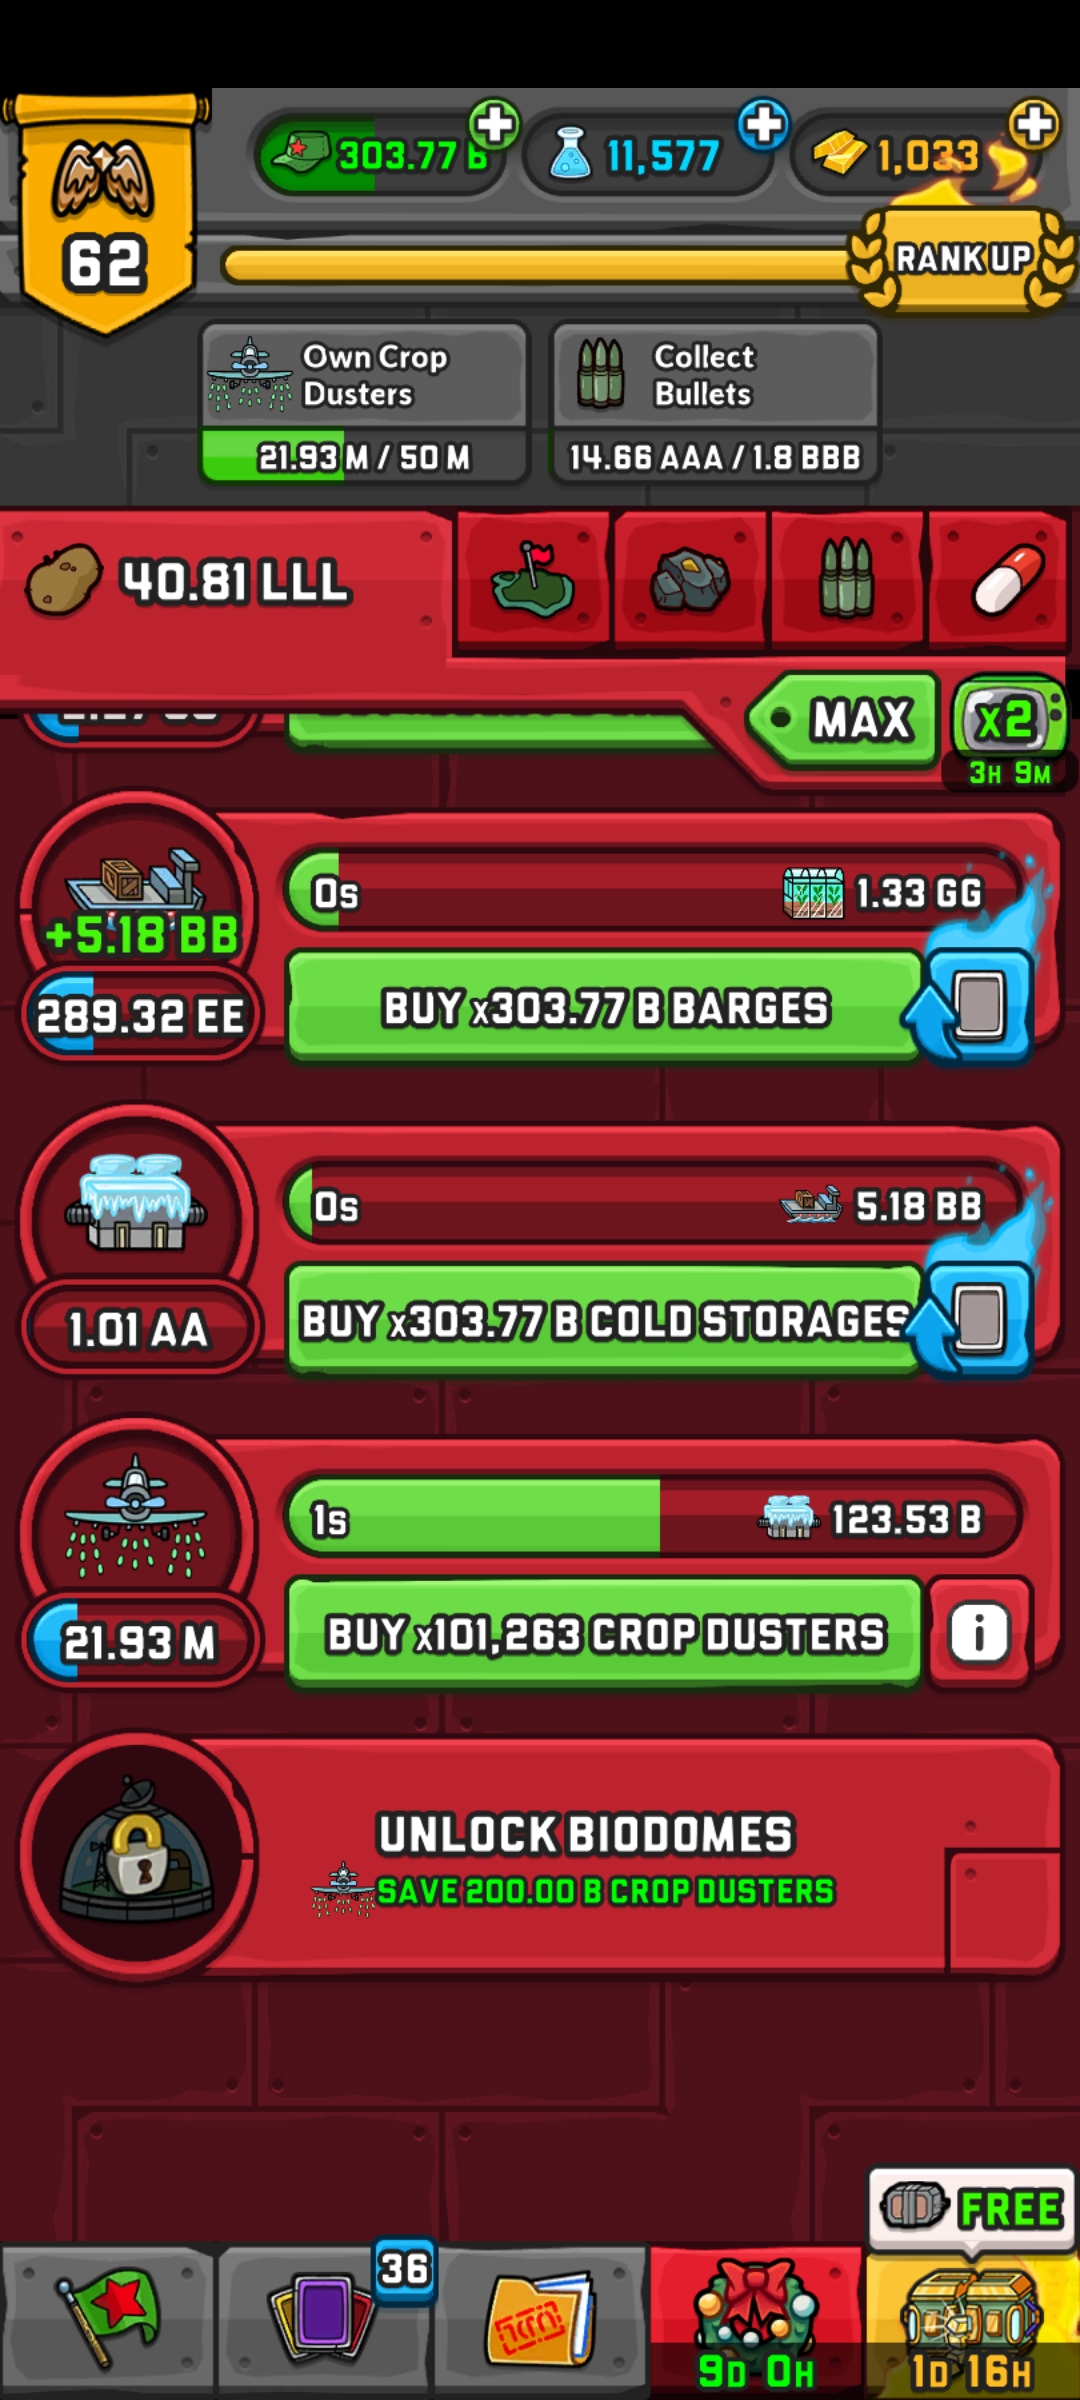 303.77 B
11,577
1,033
62
RANK UP
Own Crop
Dusters
21.93 M / 50 M
Collect
Bullets
14.66 AAA / 1.8 BBB
40.81 LLL
MAX
x2
3H 9M
0s
1.33 GG
+5.18 BB
289.32 EE
BUY x303.77 B BARGES
0s
5.18 BB
1.01 AA
BUY x303.77 B COLD STORAGES
1s
123.53 B
21.93 M
BUY x101,263 CROP DUSTERS
i
UNLOCK BIODOMES
SAVE 200.00 B CROP DUSTERS
FREE
36
9D 0H
1D 16H